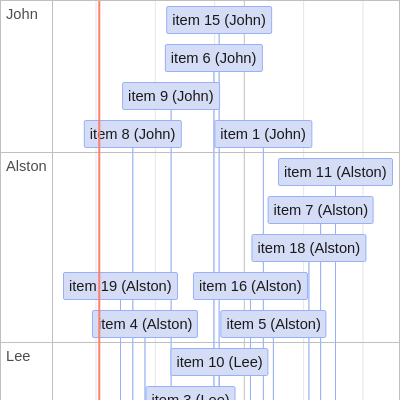 John
item 15 (John)
item 6 (John)
item 9 (John)
item 8 (John)
item 1 (John)
Alston
item 11 (Alston)
item 7 (Alston)
item 18 (Alston)
item 19 (Alston)
item 16 (Alston)
item 4 (Alston)
item 5 (Alston)
Lee
item 10 (Lee)
item 3 (Lee)